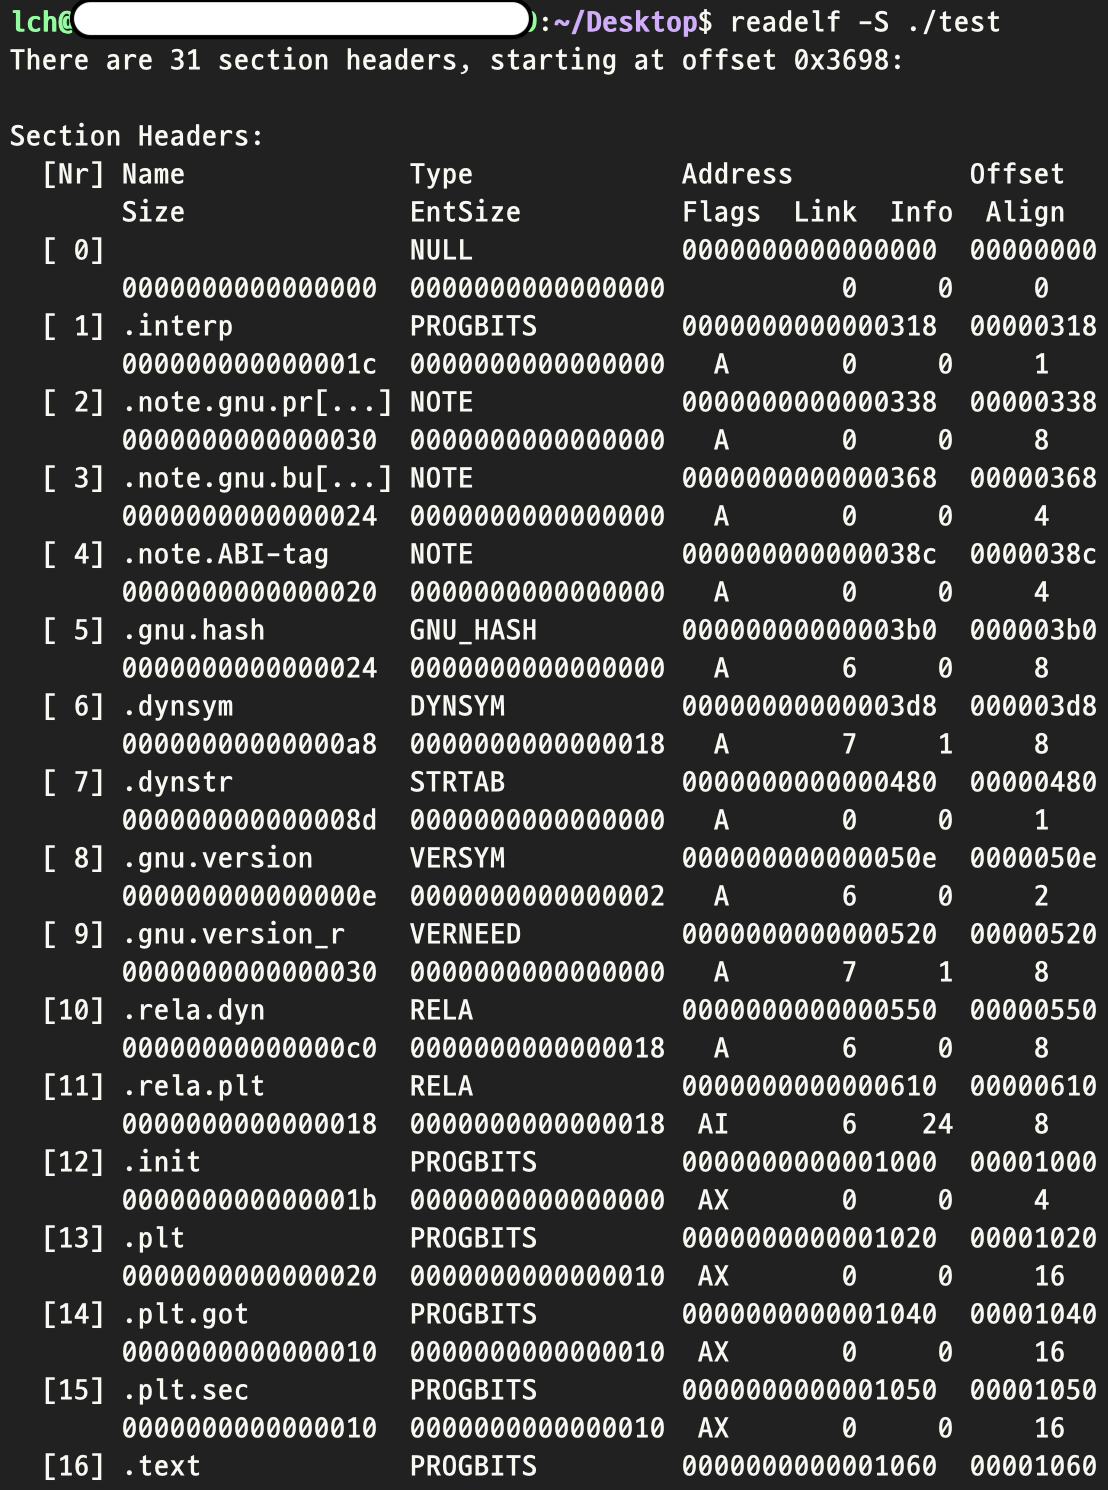 lch@ ):~/Desktop$ readelf -S ./test
There are 31 section headers, starting at offset 0x3698:

Section Headers:
  [Nr] Name              Type             Address           Offset
       Size              EntSize          Flags  Link  Info  Align
  [ 0]                   NULL             0000000000000000  00000000
       0000000000000000  0000000000000000           0     0     0
  [ 1] .interp           PROGBITS         0000000000000318  00000318
       000000000000001c  0000000000000000   A       0     0     1
  [ 2] .note.gnu.pr[...] NOTE             0000000000000338  00000338
       0000000000000030  0000000000000000   A       0     0     8
  [ 3] .note.gnu.bu[...] NOTE             0000000000000368  00000368
       0000000000000024  0000000000000000   A       0     0     4
  [ 4] .note.ABI-tag     NOTE             000000000000038c  0000038c
       0000000000000020  0000000000000000   A       0     0     4
  [ 5] .gnu.hash         GNU_HASH         00000000000003b0  000003b0
       0000000000000024  0000000000000000   A       6     0     8
  [ 6] .dynsym           DYNSYM           00000000000003d8  000003d8
       00000000000000a8  0000000000000018   A       7     1     8
  [ 7] .dynstr           STRTAB           0000000000000480  00000480
       000000000000008d  0000000000000000   A       0     0     1
  [ 8] .gnu.version      VERSYM           000000000000050e  0000050e
       000000000000000e  0000000000000002   A       6     0     2
  [ 9] .gnu.version_r    VERNEED          0000000000000520  00000520
       0000000000000030  0000000000000000   A       7     1     8
  [10] .rela.dyn         RELA             0000000000000550  00000550
       00000000000000c0  0000000000000018   A       6     0     8
  [11] .rela.plt         RELA             0000000000000610  00000610
       0000000000000018  0000000000000018  AI       6    24     8
  [12] .init             PROGBITS         0000000000001000  00001000
       000000000000001b  0000000000000000  AX       0     0     4
  [13] .plt              PROGBITS         0000000000001020  00001020
       0000000000000020  0000000000000010  AX       0     0     16
  [14] .plt.got          PROGBITS         0000000000001040  00001040
       0000000000000010  0000000000000010  AX       0     0     16
  [15] .plt.sec          PROGBITS         0000000000001050  00001050
       0000000000000010  0000000000000010  AX       0     0     16
  [16] .text             PROGBITS         0000000000001060  00001060